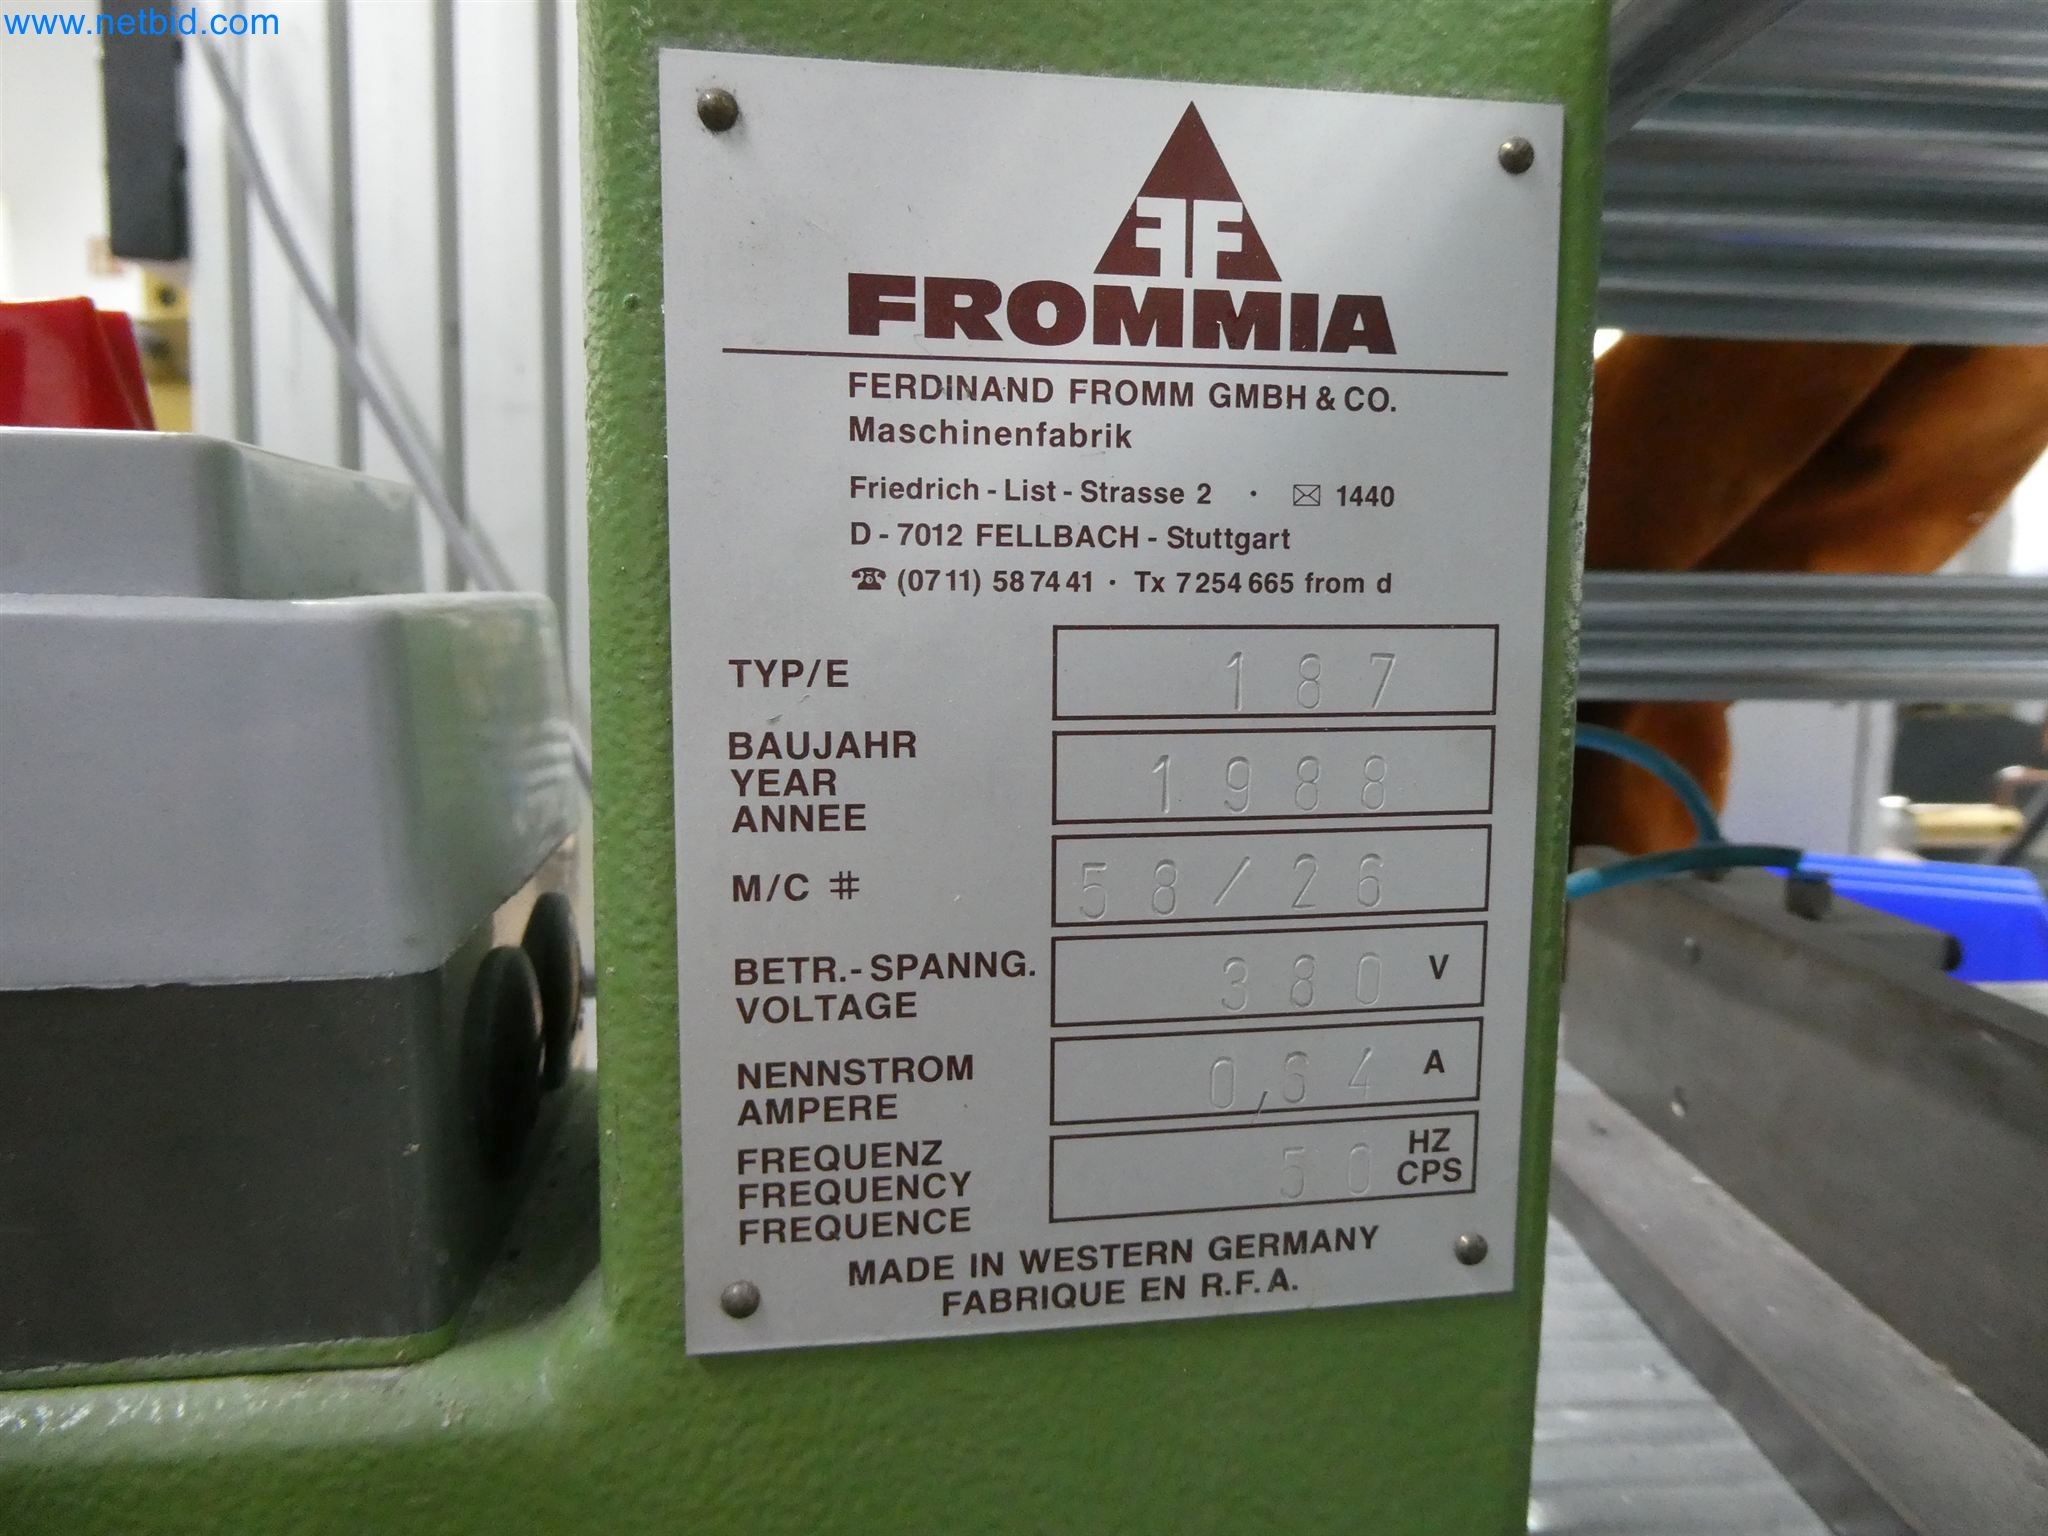 www.netbid.com
FF
FROMMIA
FERDINAND FROMM GMBH & CO.
Maschinenfabrik
Friedrich - List - Strasse 2 · ✉ 1440
D - 7012 FELLBACH - Stuttgart
☎ (0711) 58 74 41 · Tx 7 254 665 from d
TYP/E 187
BAUJAHR
YEAR 1988
ANNEE
M/C # 58/26
BETR.-SPANNG. 380 V
VOLTAGE
NENNSTROM 0,64 A
AMPERE
FREQUENZ HZ
FREQUENCY 50 CPS
FREQUENCE
MADE IN WESTERN GERMANY
FABRIQUE EN R.F.A.